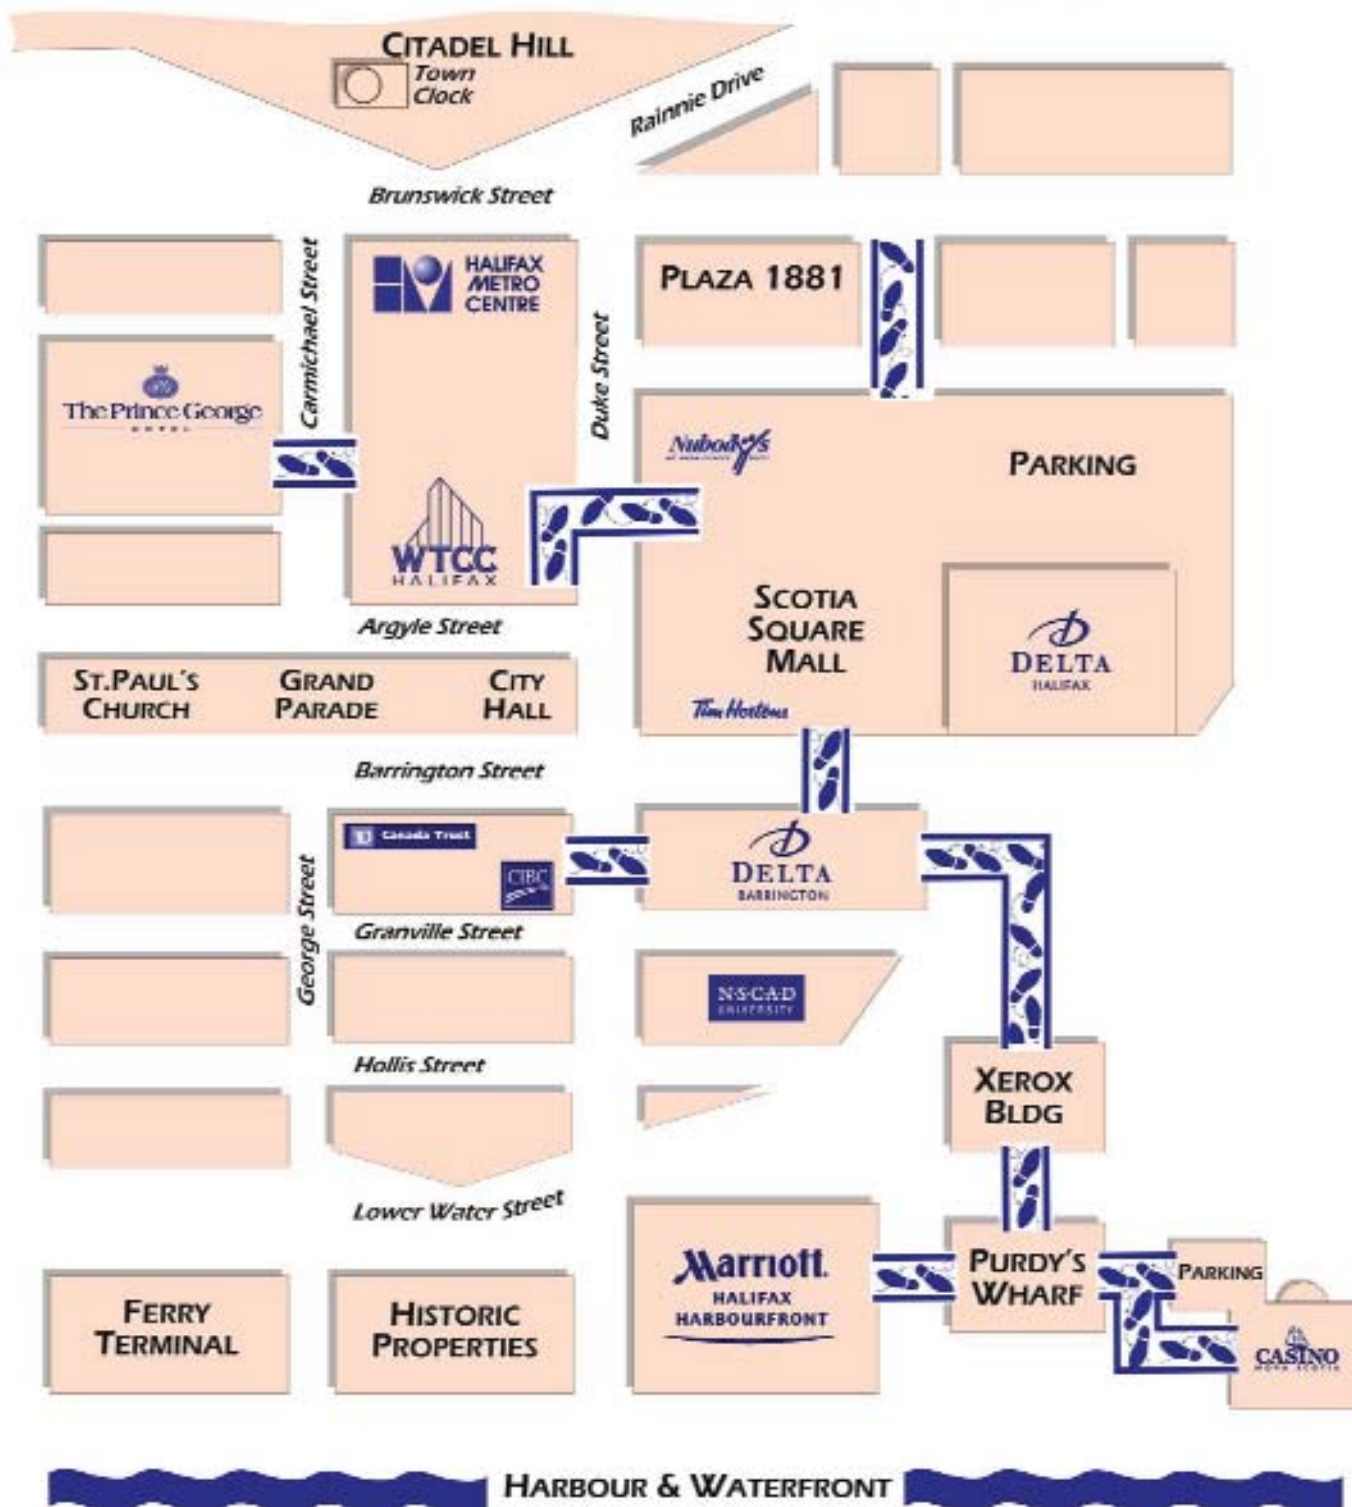 CITADEL HILL
Town
Clock
Rainnie Drive
Brunswick Street
Carmichael Street
HALIFAX
METRO
CENTRE
Duke Street
PLAZA 1881
The Prince George
HOTEL
Nubody's
PARKING
WTCC
HALIFAX
SCOTIA
SQUARE
MALL
DELTA
HALIFAX
Tim Hortons
Argyle Street
ST.PAUL'S
CHURCH
GRAND
PARADE
CITY
HALL
Barrington Street
Canada Trust
CIBC
DELTA
BARRINGTON
George Street
Granville Street
N·S·C·A·D
UNIVERSITY
Hollis Street
XEROX
BLDG
Lower Water Street
FERRY
TERMINAL
HISTORIC
PROPERTIES
Marriott.
HALIFAX
HARBOURFRONT
PURDY'S
WHARF
PARKING
CASINO
NOVA SCOTIA
HARBOUR & WATERFRONT